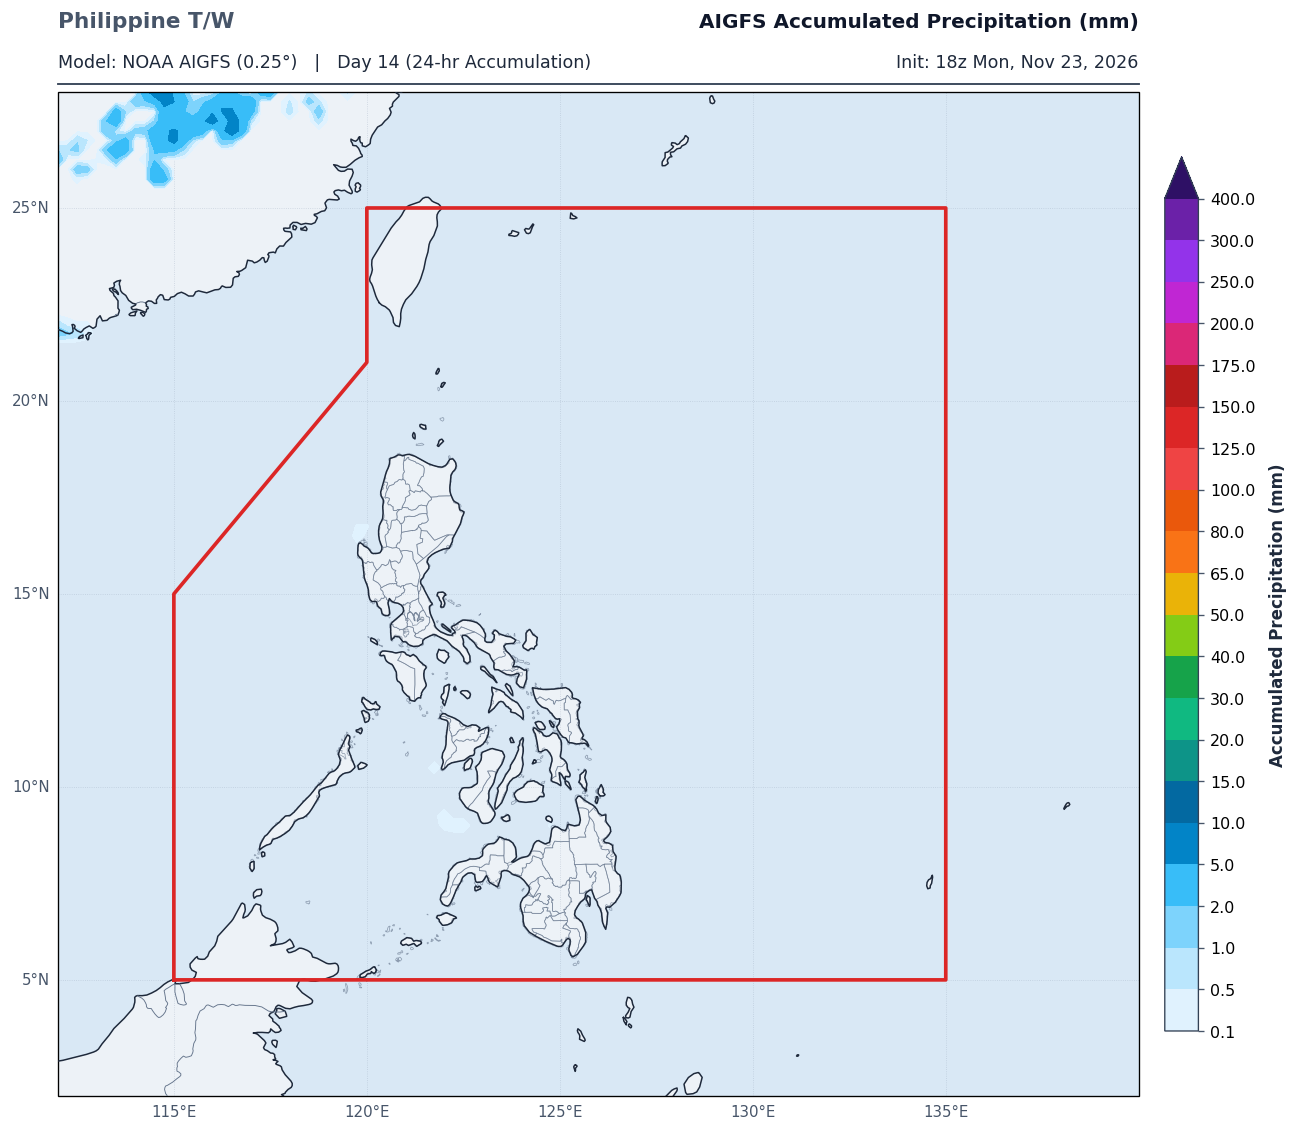 Philippine T/W
AIGFS Accumulated Precipitation (mm)
Model: NOAA AIGFS (0.25°) | Day 14 (24-hr Accumulation)
Init: 18z Mon, Nov 23, 2026
25°N
20°N
15°N
10°N
5°N
115°E
120°E
125°E
130°E
135°E
400.0
300.0
250.0
200.0
175.0
150.0
125.0
100.0
80.0
65.0
50.0
40.0
30.0
20.0
15.0
10.0
5.0
2.0
1.0
0.5
0.1
Accumulated Precipitation (mm)